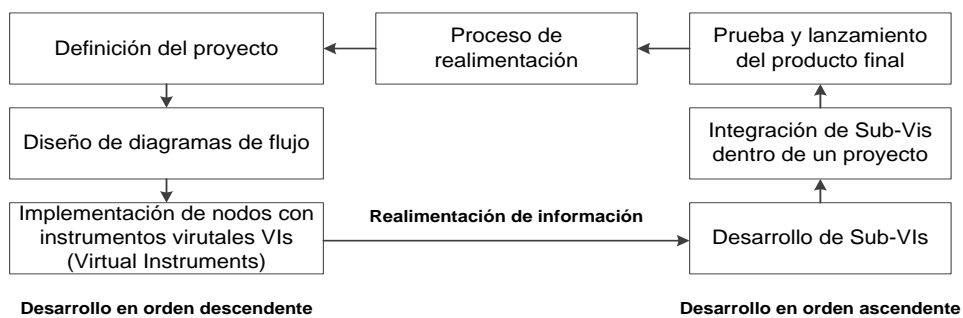 Definición del proyecto
Proceso de
realimentación
Prueba y lanzamiento
del producto final
Diseño de diagramas de flujo
Integración de Sub-Vis
dentro de un proyecto
Implementación de nodos con
instrumentos virutales VIs
(Virtual Instruments)
Realimentación de información
Desarrollo de Sub-VIs
Desarrollo en orden descendente
Desarrollo en orden ascendente